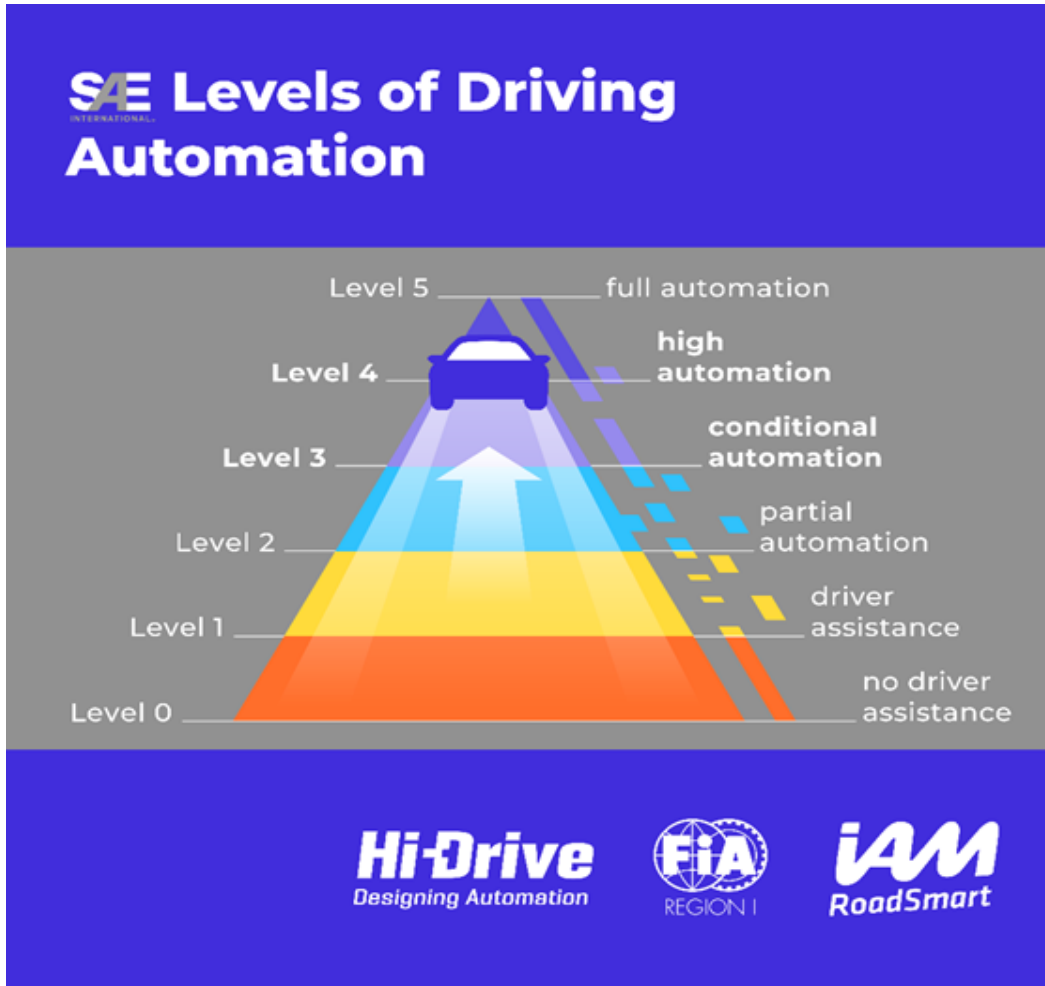 SAE Levels of Driving
INTERNATIONAL.
Automation
Level 5 full automation
Level 4 high
automation
Level 3 conditional
automation
Level 2 partial
automation
Level 1 driver
assistance
Level 0 no driver
assistance
Hi-Drive
Designing Automation
FiA
REGION I
iAM
RoadSmart